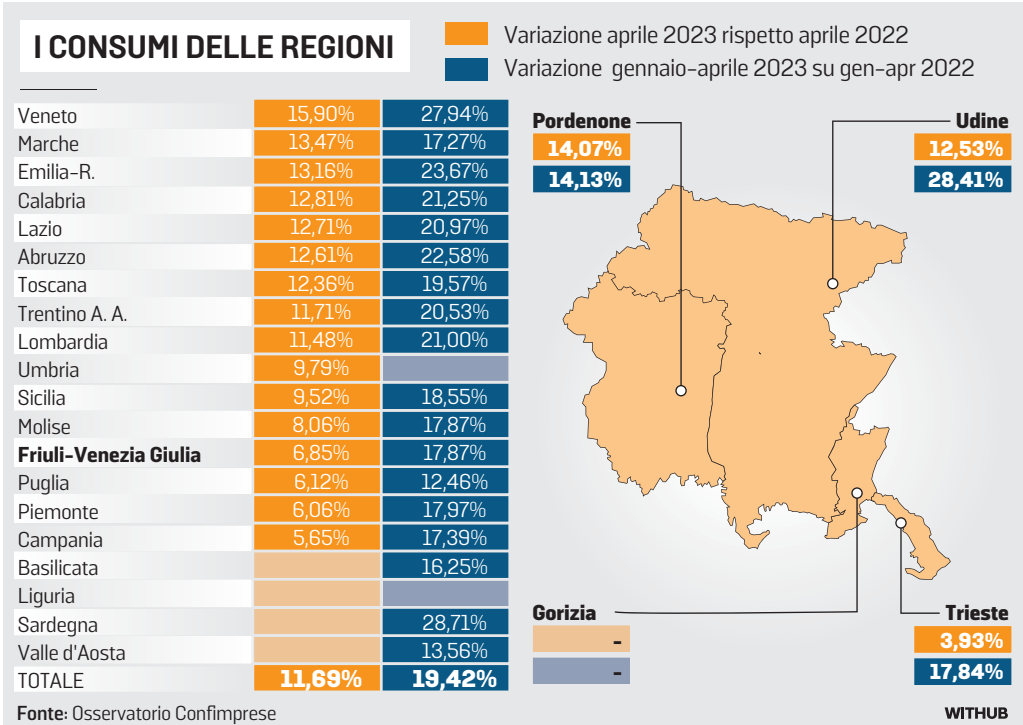 I CONSUMI DELLE REGIONI
Variazione aprile 2023 rispetto aprile 2022
Variazione gennaio-aprile 2023 su gen-apr 2022
Veneto 15,90% 27,94%
Marche 13,47% 17,27%
Emilia-R. 13,16% 23,67%
Calabria 12,81% 21,25%
Lazio 12,71% 20,97%
Abruzzo 12,61% 22,58%
Toscana 12,36% 19,57%
Trentino A. A. 11,71% 20,53%
Lombardia 11,48% 21,00%
Umbria 9,79%
Sicilia 9,52% 18,55%
Molise 8,06% 17,87%
Friuli-Venezia Giulia 6,85% 17,87%
Puglia 6,12% 12,46%
Piemonte 6,06% 17,97%
Campania 5,65% 17,39%
Basilicata 16,25%
Liguria
Sardegna 28,71%
Valle d'Aosta 13,56%
TOTALE 11,69% 19,42%
Pordenone
14,07%
14,13%
Udine
12,53%
28,41%
Gorizia
-
-
Trieste
3,93%
17,84%
Fonte: Osservatorio Confimprese
WITHUB